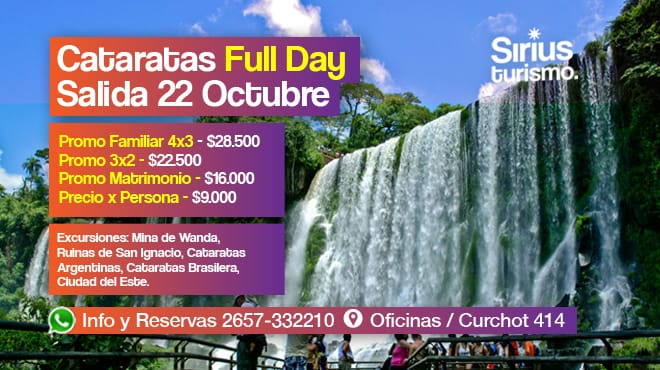 Cataratas Full Day
Salida 22 Octubre
Sirius
turismo.
Promo Familiar 4x3 - $28.500
Promo 3x2 - $22.500
Promo Matrimonio - $16.000
Precio x Persona - $9.000
Excursiones: Mina de Wanda,
Ruinas de San Ignacio, Cataratas
Argentinas, Cataratas Brasilera,
Ciudad del Este.
Info y Reservas 2657-332210 Oficinas / Curchot 414